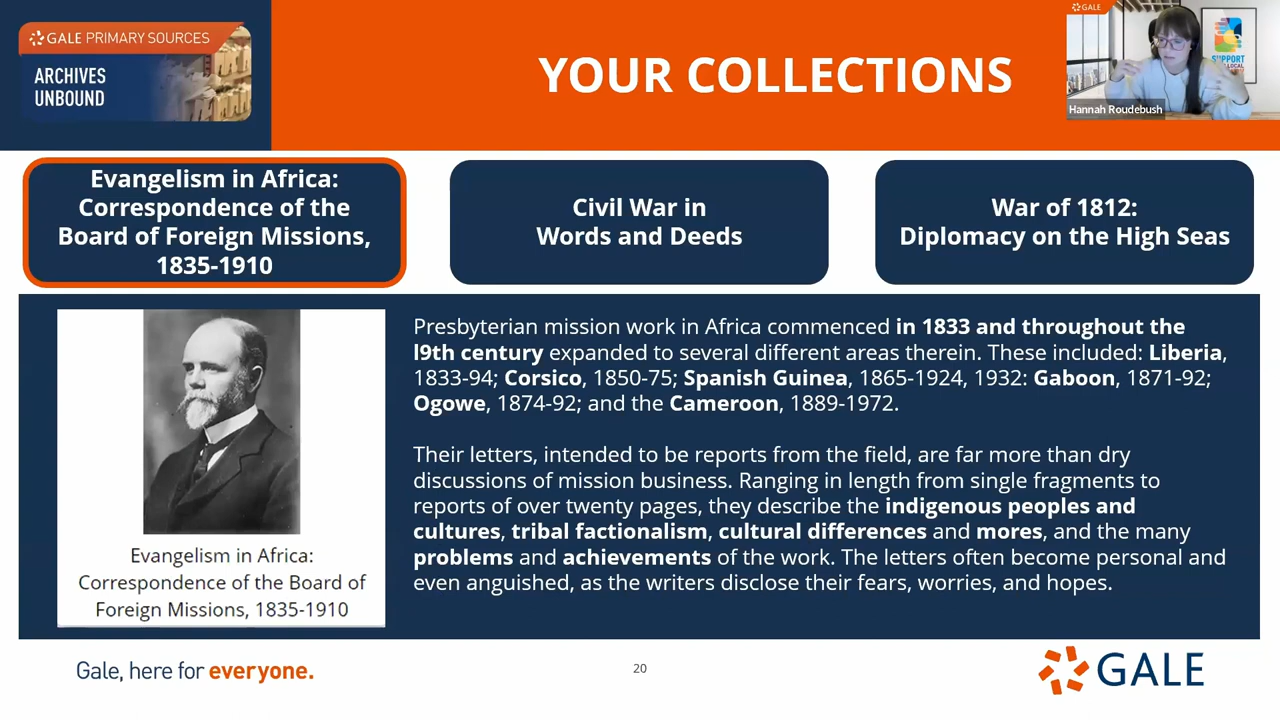 GALE PRIMARY SOURCES
ARCHIVES
UNBOUND
YOUR COLLECTIONS
GALE
SUPPORT
LOCAL
Hannah Roudebush
Evangelism in Africa:
Correspondence of the
Board of Foreign Missions,
1835-1910
Civil War in
Words and Deeds
War of 1812:
Diplomacy on the High Seas
Evangelism in Africa:
Correspondence of the Board of
Foreign Missions, 1835-1910
Presbyterian mission work in Africa commenced in 1833 and throughout the
l9th century expanded to several different areas therein. These included: Liberia,
1833-94; Corsico, 1850-75; Spanish Guinea, 1865-1924, 1932: Gaboon, 1871-92;
Ogowe, 1874-92; and the Cameroon, 1889-1972.
Their letters, intended to be reports from the field, are far more than dry
discussions of mission business. Ranging in length from single fragments to
reports of over twenty pages, they describe the indigenous peoples and
cultures, tribal factionalism, cultural differences and mores, and the many
problems and achievements of the work. The letters often become personal and
even anguished, as the writers disclose their fears, worries, and hopes.
Gale, here for everyone.
20
GALE